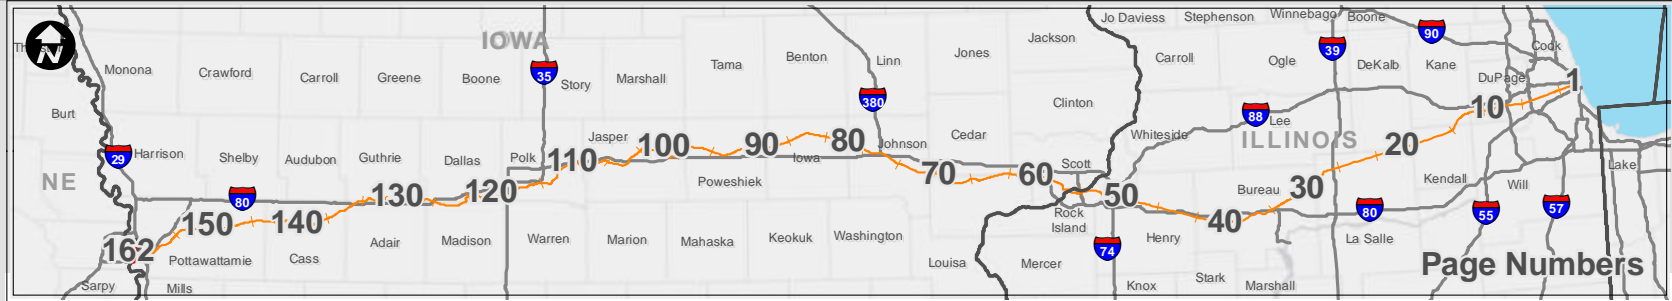 Jo Daviess Stephenson Winnebago Boone
90
IOWA
Jackson
39
Cock
N
Monona Crawford Carroll Greene Boone 35 Story Marshall Tama Benton Linn Jones Carroll Ogle DeKalb Kane
DuPage 1
380 Clinton 10
Burt
88 Lee
Jasper 100 90 80 Cedar Whiteside ILLINOIS 20
29 Harrison Shelby Audubon Guthrie Dallas Polk 110 Iowa Johnson
Scott Lake
NE
80 130 120 Poweshiek 70 60 50 Bureau 30 Kendall Will
150 140 Rock
Island
40 80 55 57
162 Pottawattamie Cass Adair Madison Warren Marion Mahaska Keokuk Washington Louisa Mercer 74 Henry La Salle
Page Numbers
Sarpy Mills Knox Stark Marshall